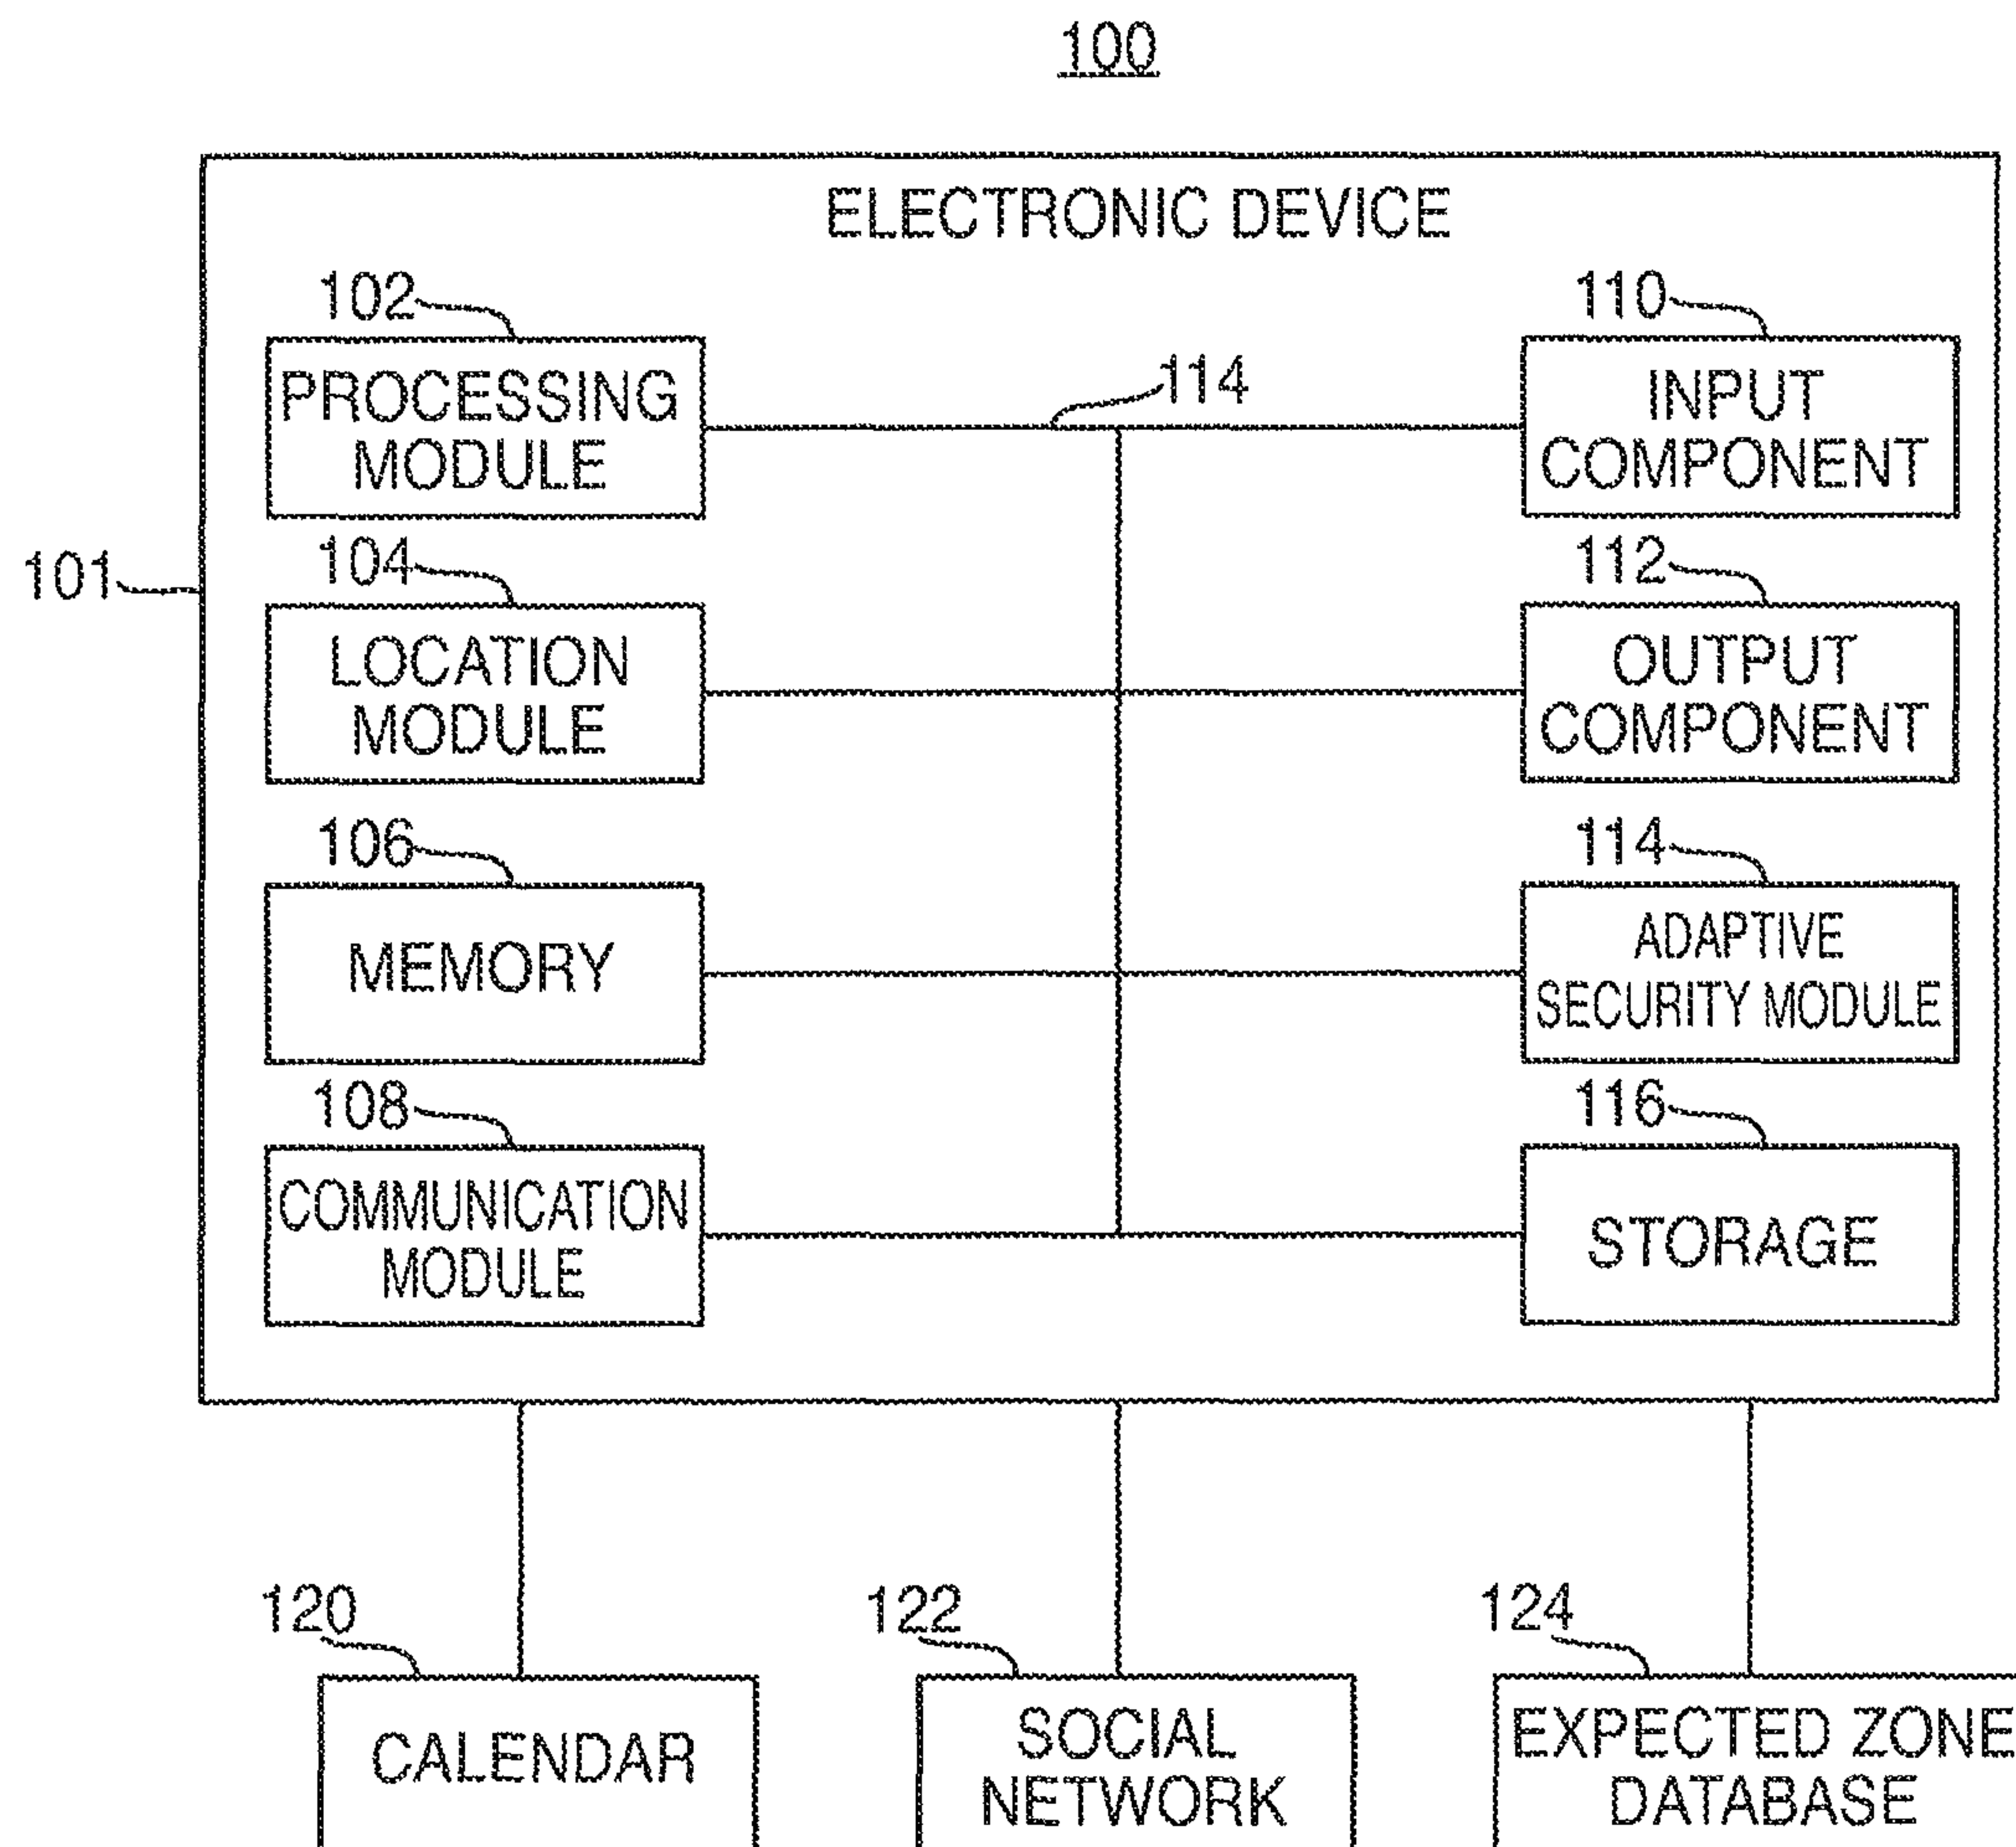 100
ELECTRONIC DEVICE
102
110
114
PROCESSING
MODULE
INPUT
COMPONENT
101
104
112
LOCATION
MODULE
OUTPUT
COMPONENT
106
114
MEMORY
ADAPTIVE
SECURITY MODULE
108
116
COMMUNICATION
MODULE
STORAGE
120
122
124
CALENDAR
SOCIAL
NETWORK
EXPECTED ZONE
DATABASE